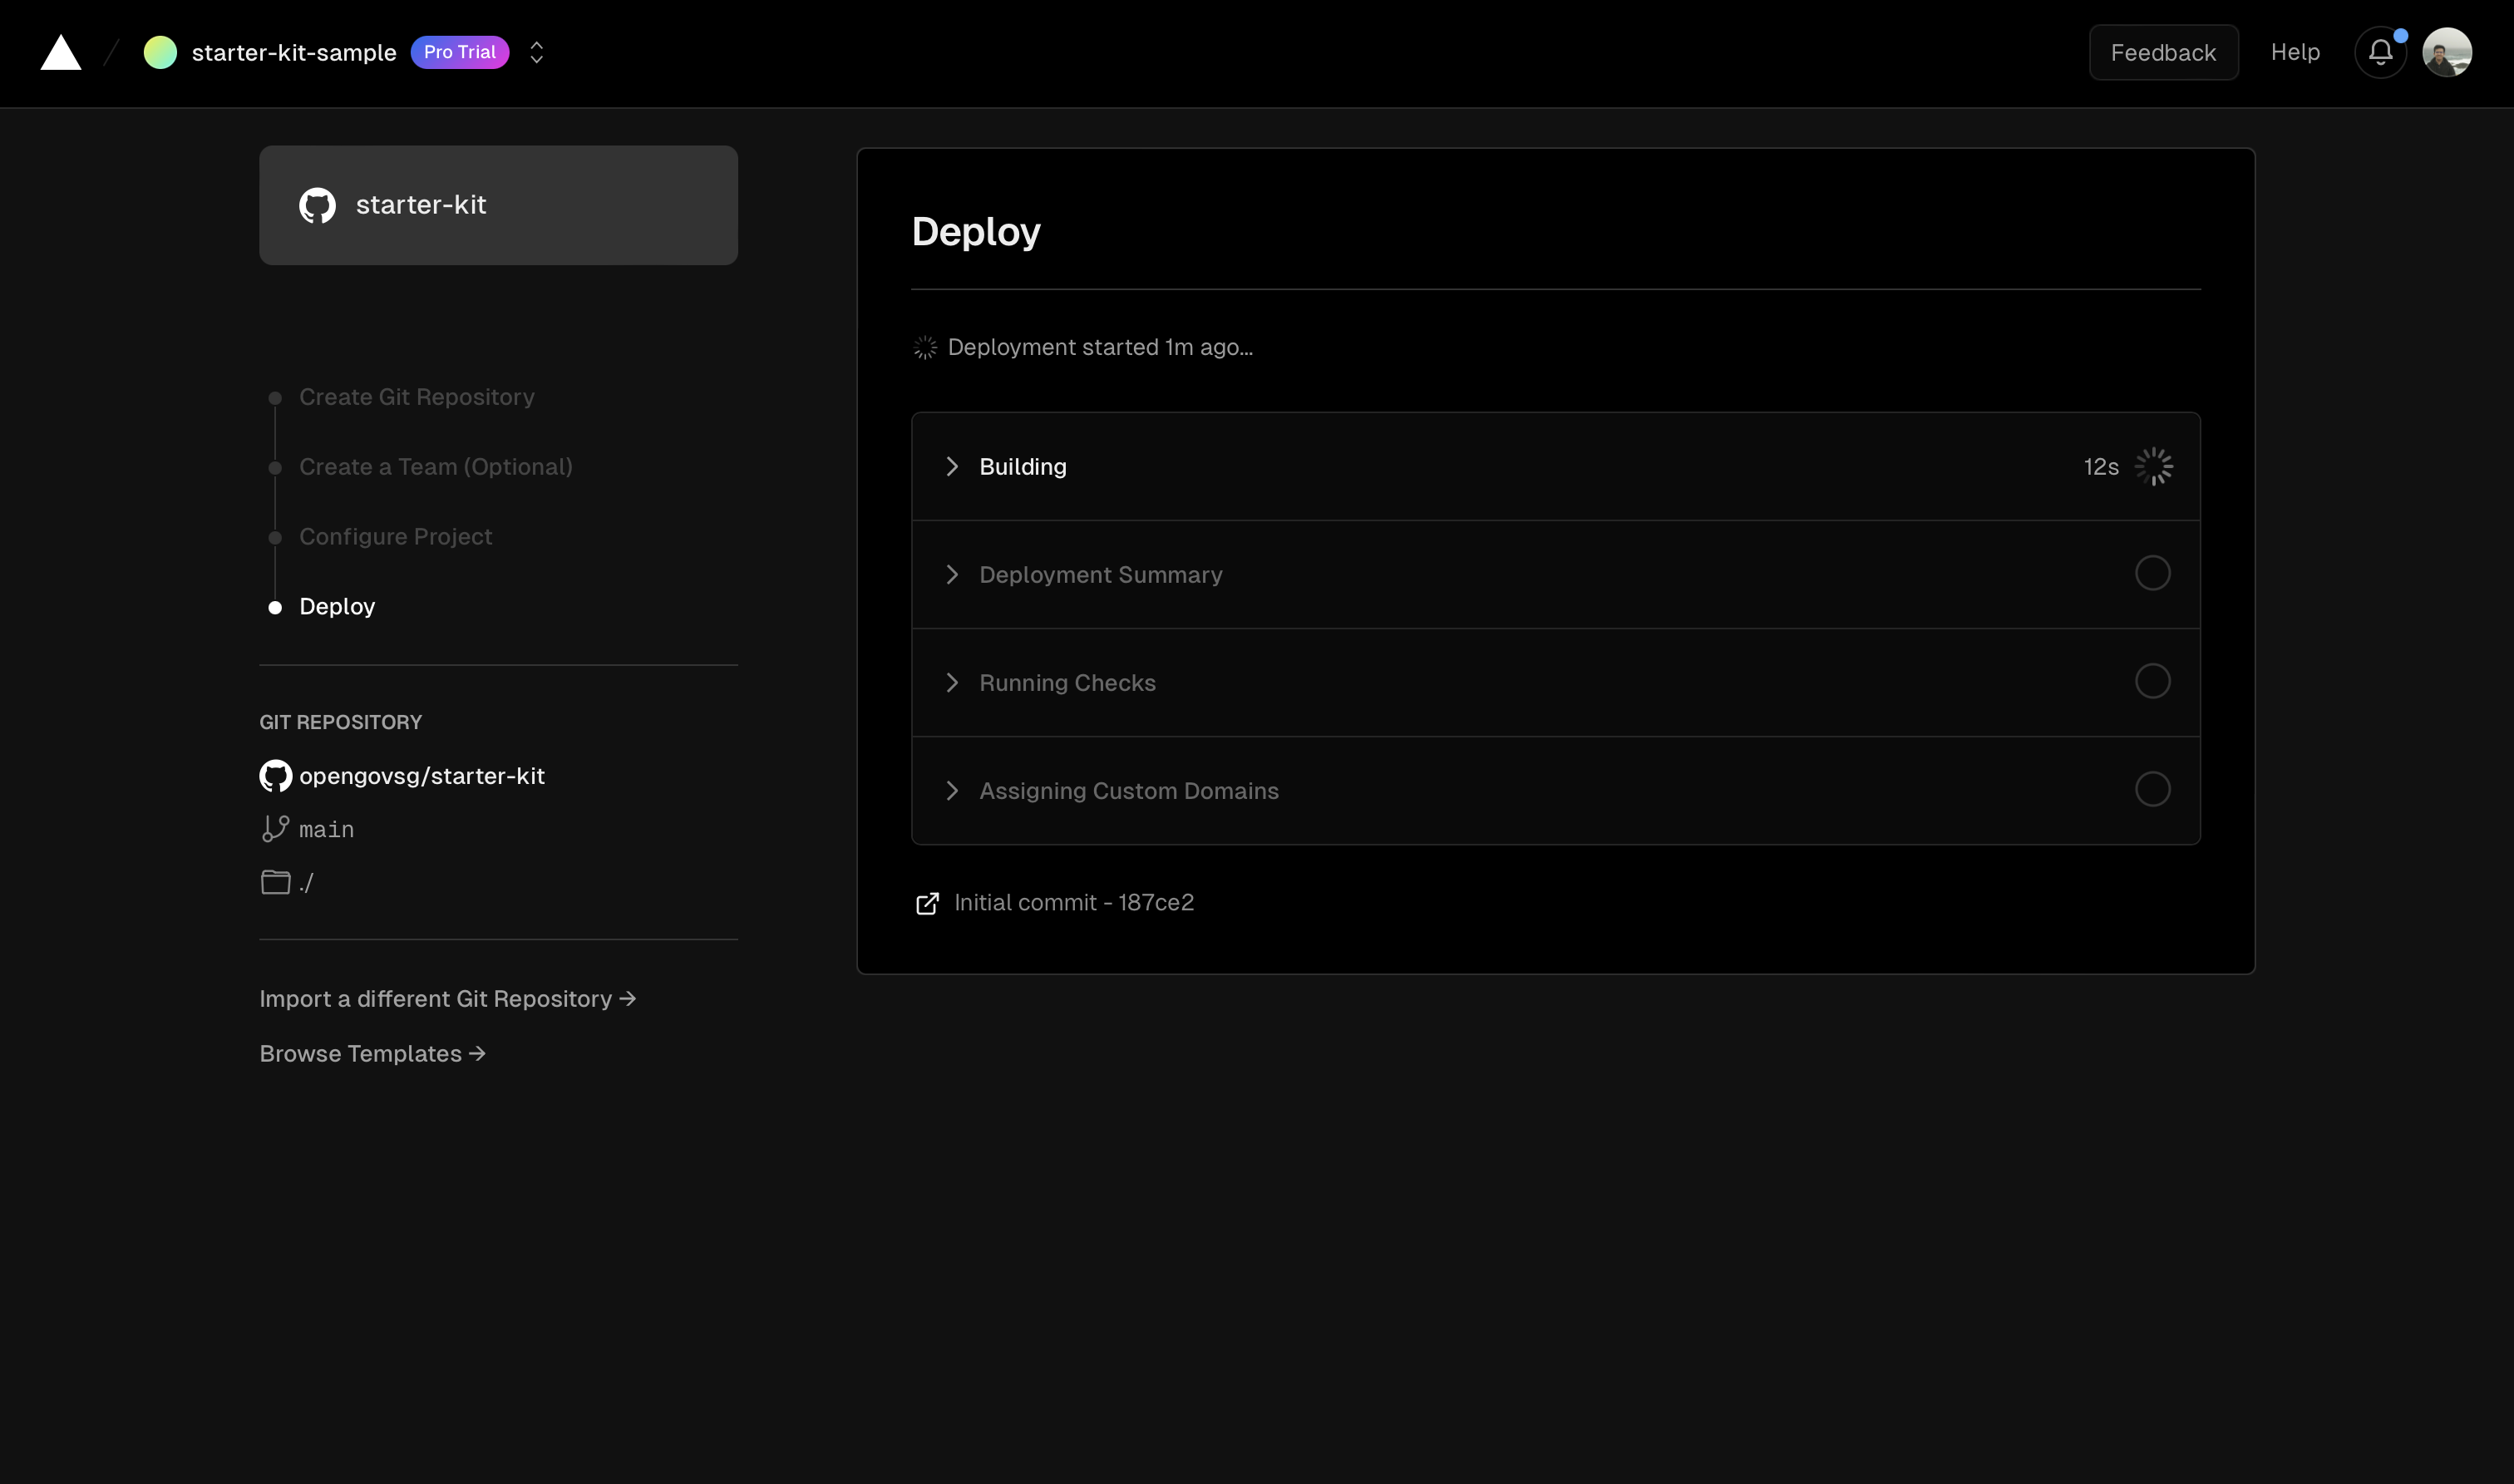 starter-kit-sample Pro Trial
Feedback Help
starter-kit
Create Git Repository
Create a Team (Optional)
Configure Project
Deploy
GIT REPOSITORY
opengovsg/starter-kit
main
./
Import a different Git Repository →
Browse Templates →
Deploy
Deployment started 1m ago...
Building 12s
Deployment Summary
Running Checks
Assigning Custom Domains
Initial commit - 187ce2